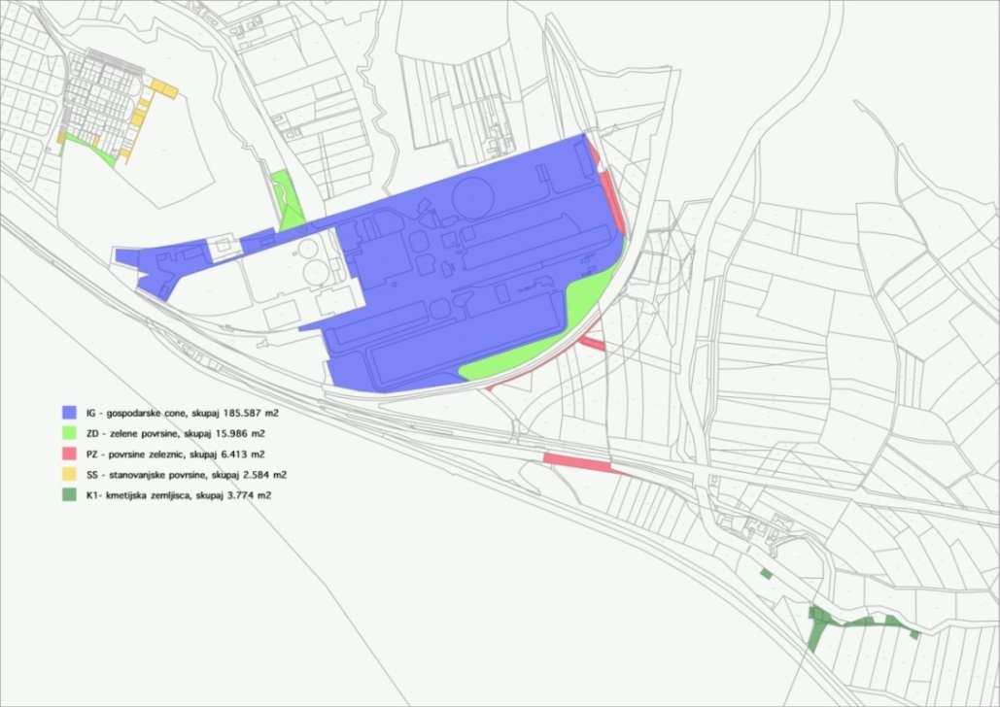 IG - gospodarske cone, skupaj 185.587 m2
ZD - zelene povrsine, skupaj 15.986 m2
PZ - povrsine zeleznic, skupaj 6.413 m2
SS - stanovanjske povrsine, skupaj 2.584 m2
K1- kmetijska zemljisca, skupaj 3.774 m2